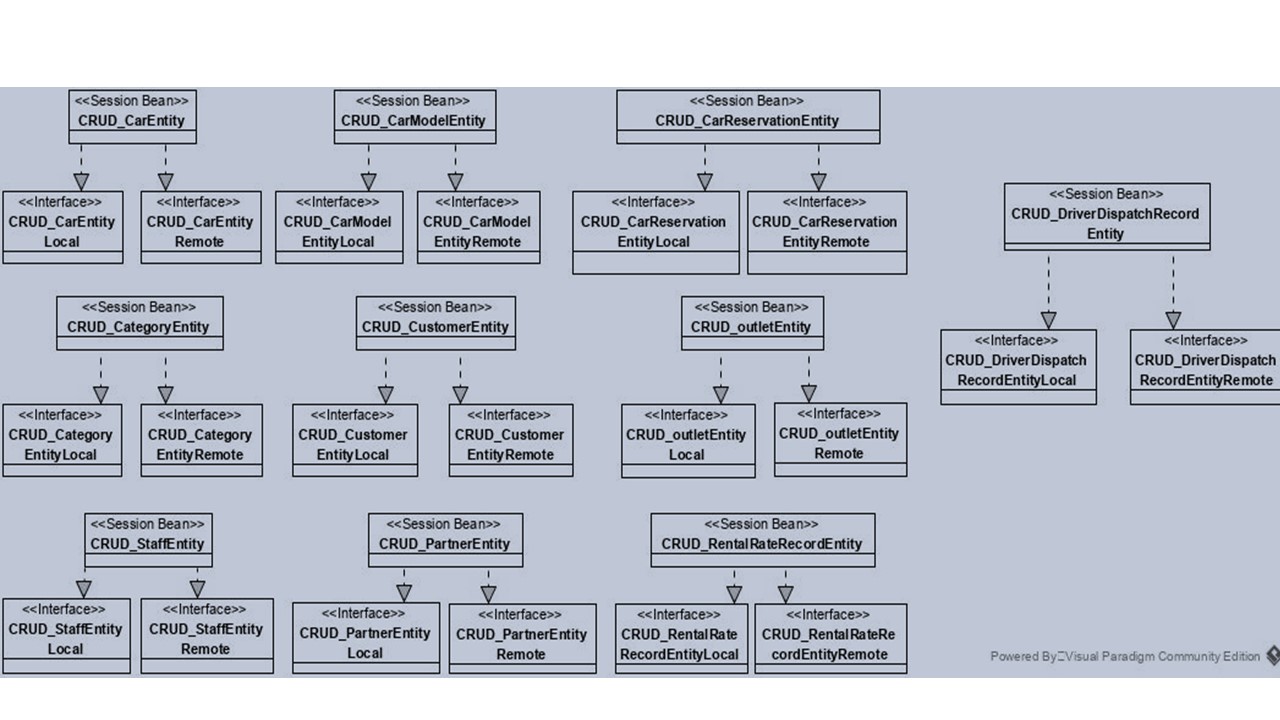 <<Session Bean>>
CRUD_CarEntity
<<Session Bean>>
CRUD_CarModelEntity
<<Session Bean>>
CRUD_CarReservationEntity
<<Interface>>
CRUD_CarEntity
Local
<<Interface>>
CRUD_CarEntity
Remote
<<Interface>>
CRUD_CarModel
EntityLocal
<<Interface>>
CRUD_CarModel
EntityRemote
<<Interface>>
CRUD_CarReservation
EntityLocal
<<Interface>>
CRUD_CarReservation
EntityRemote
<<Session Bean>>
CRUD_DriverDispatchRecord
Entity
<<Interface>>
CRUD_DriverDispatch
RecordEntityLocal
<<Interface>>
CRUD_DriverDispatch
RecordEntityRemote
<<Session Bean>>
CRUD_CategoryEntity
<<Session Bean>>
CRUD_CustomerEntity
<<Session Bean>>
CRUD_outletEntity
<<Interface>>
CRUD_Category
EntityLocal
<<Interface>>
CRUD_Category
EntityRemote
<<Interface>>
CRUD_Customer
EntityLocal
<<Interface>>
CRUD_Customer
EntityRemote
<<Interface>>
CRUD_outletEntity
Local
<<Interface>>
CRUD_outletEntity
Remote
<<Session Bean>>
CRUD_StaffEntity
<<Session Bean>>
CRUD_PartnerEntity
<<Session Bean>>
CRUD_RentalRateRecordEntity
<<Interface>>
CRUD_StaffEntity
Local
<<Interface>>
CRUD_StaffEntity
Remote
<<Interface>>
CRUD_PartnerEntity
Local
<<Interface>>
CRUD_PartnerEntity
Remote
<<Interface>>
CRUD_RentalRate
RecordEntityLocal
<<Interface>>
CRUD_RentalRateRe
cordEntityRemote
Powered By Visual Paradigm Community Edition